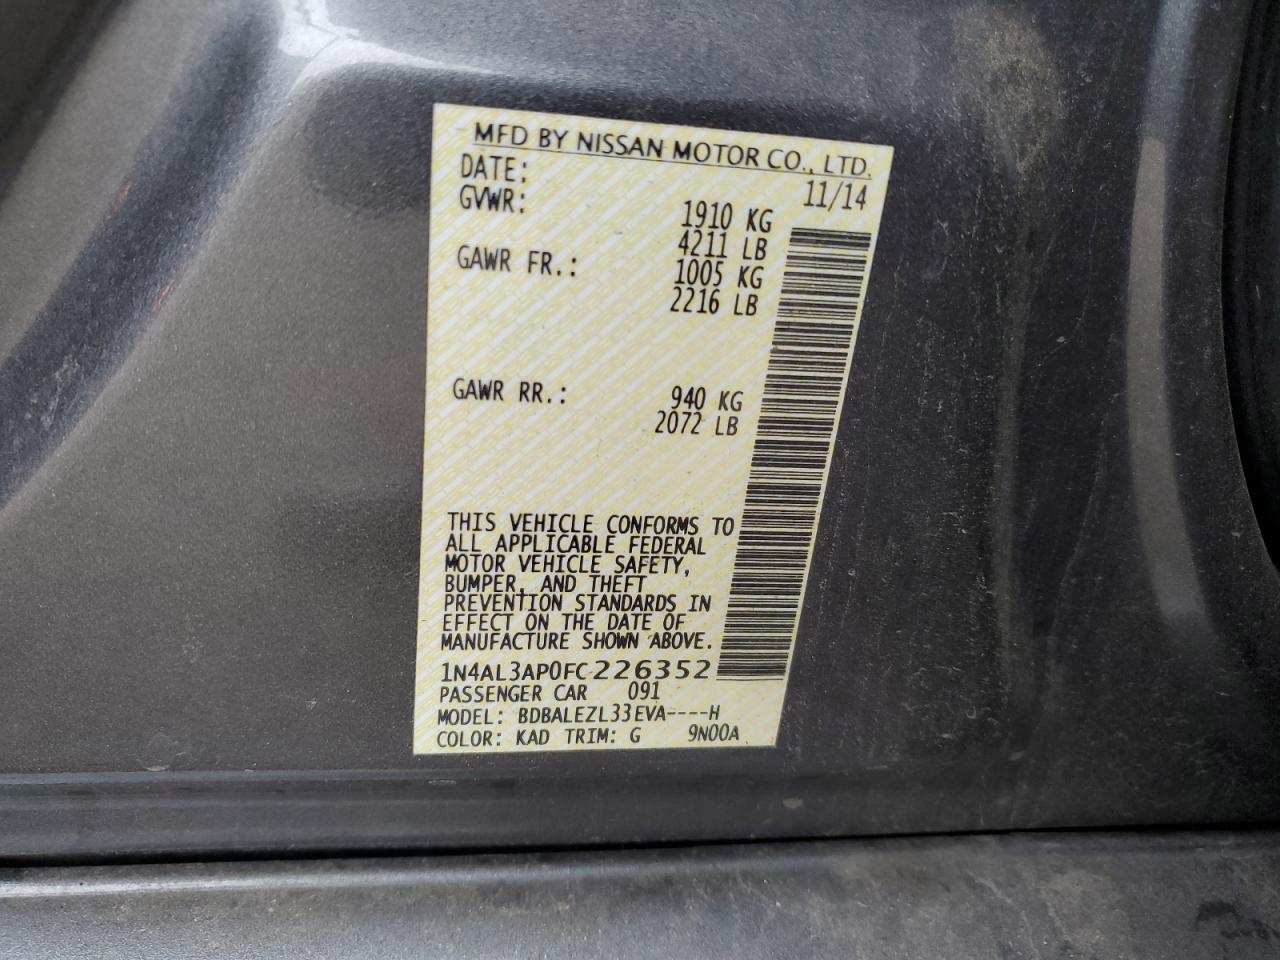 MFD BY NISSAN MOTOR CO., LTD.
DATE: 11/14
GVWR: 1910 KG
4211 LB
GAWR FR.: 1005 KG
2216 LB
GAWR RR.: 940 KG
2072 LB
THIS VEHICLE CONFORMS TO
ALL APPLICABLE FEDERAL
MOTOR VEHICLE SAFETY,
BUMPER, AND THEFT
PREVENTION STANDARDS IN
EFFECT ON THE DATE OF
MANUFACTURE SHOWN ABOVE.
1N4AL3AP0FC226352
PASSENGER CAR 091
MODEL: BDBALEZL33EVA----H
COLOR: KAD TRIM: G 9N00A